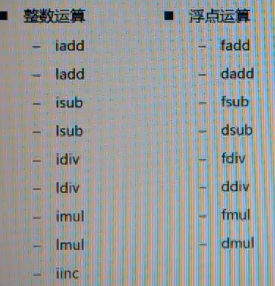 整数运算
iadd
ladd
isub
lsub
idiv
ldiv
imul
lmul
iinc
浮点运算
fadd
dadd
fsub
dsub
fdiv
ddiv
fmul
dmul